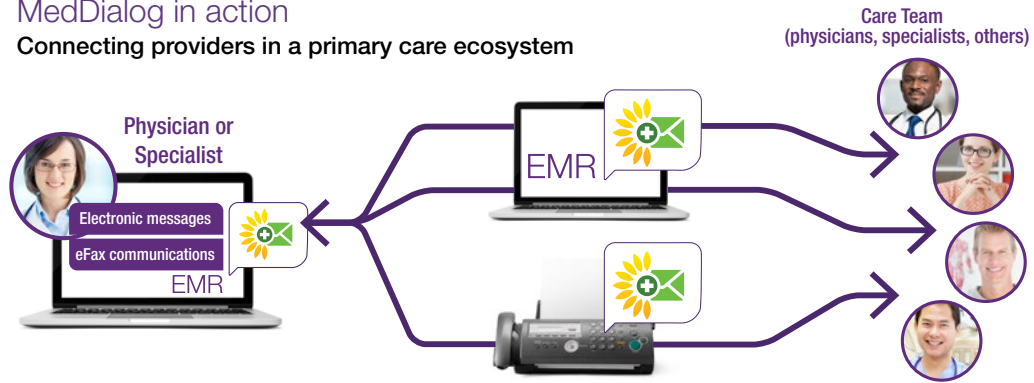 MedDialog in action
Connecting providers in a primary care ecosystem
Care Team
(physicians, specialists, others)
Physician or
Specialist
Electronic messages
eFax communications
EMR
EMR